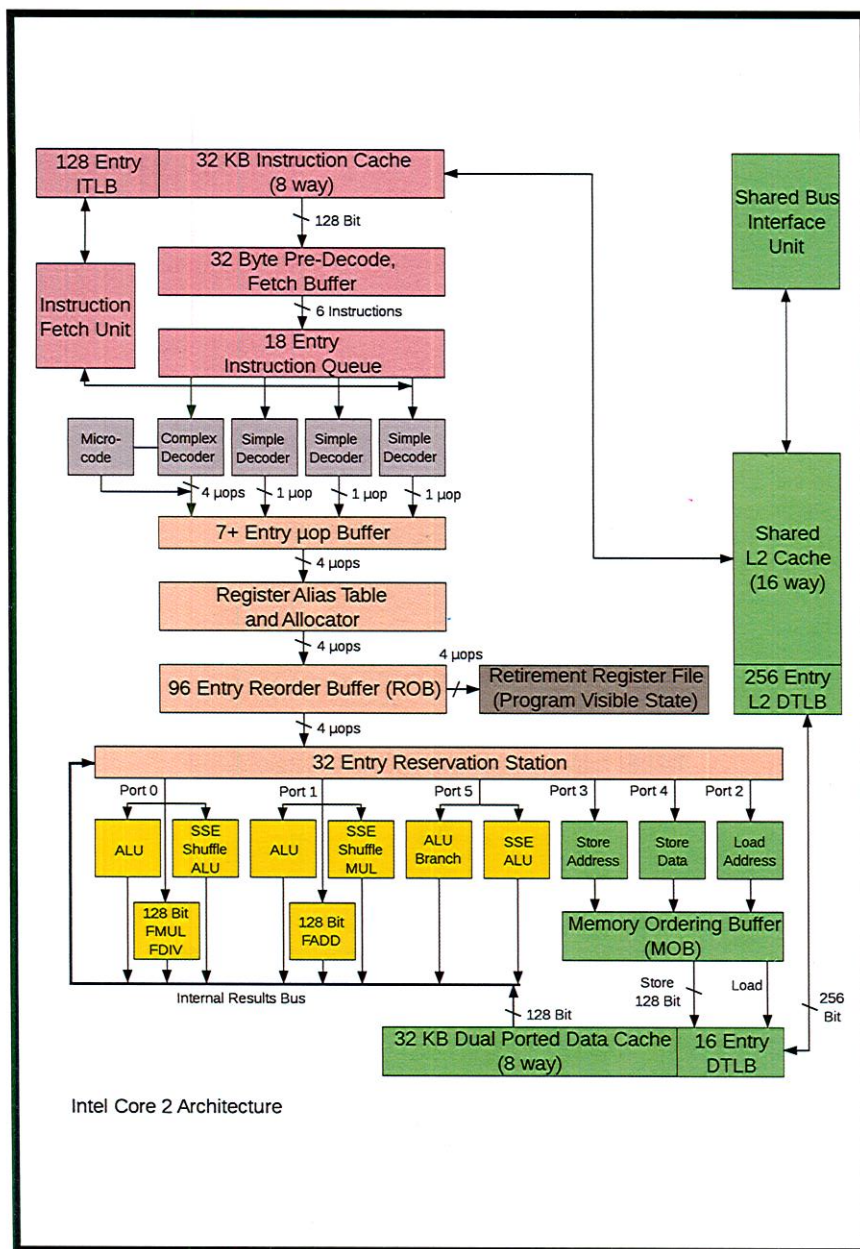 128 Entry
ITLB
32 KB Instruction Cache
(8 way)
128 Bit
32 Byte Pre-Decode,
Fetch Buffer
Instruction
Fetch Unit
6 Instructions
18 Entry
Instruction Queue
Shared Bus
Interface
Unit
Micro-
code
Complex
Decoder
Simple
Decoder
Simple
Decoder
Simple
Decoder
4 µops
1 µop
1 µop
1 µop
7+ Entry µop Buffer
4 µops
Register Alias Table
and Allocator
4 µops
4 µops
96 Entry Reorder Buffer (ROB)
Retirement Register File
(Program Visible State)
4 µops
Shared
L2 Cache
(16 way)
256 Entry
L2 DTLB
32 Entry Reservation Station
Port 0
Port 1
Port 5
Port 3
Port 4
Port 2
ALU
SSE
Shuffle
ALU
ALU
SSE
Shuffle
MUL
ALU
Branch
SSE
ALU
Store
Address
Store
Data
Load
Address
128 Bit
FMUL
FDIV
128 Bit
FADD
Memory Ordering Buffer
(MOB)
Internal Results Bus
Store
128 Bit
Load
128 Bit
256
Bit
32 KB Dual Ported Data Cache
(8 way)
16 Entry
DTLB
Intel Core 2 Architecture